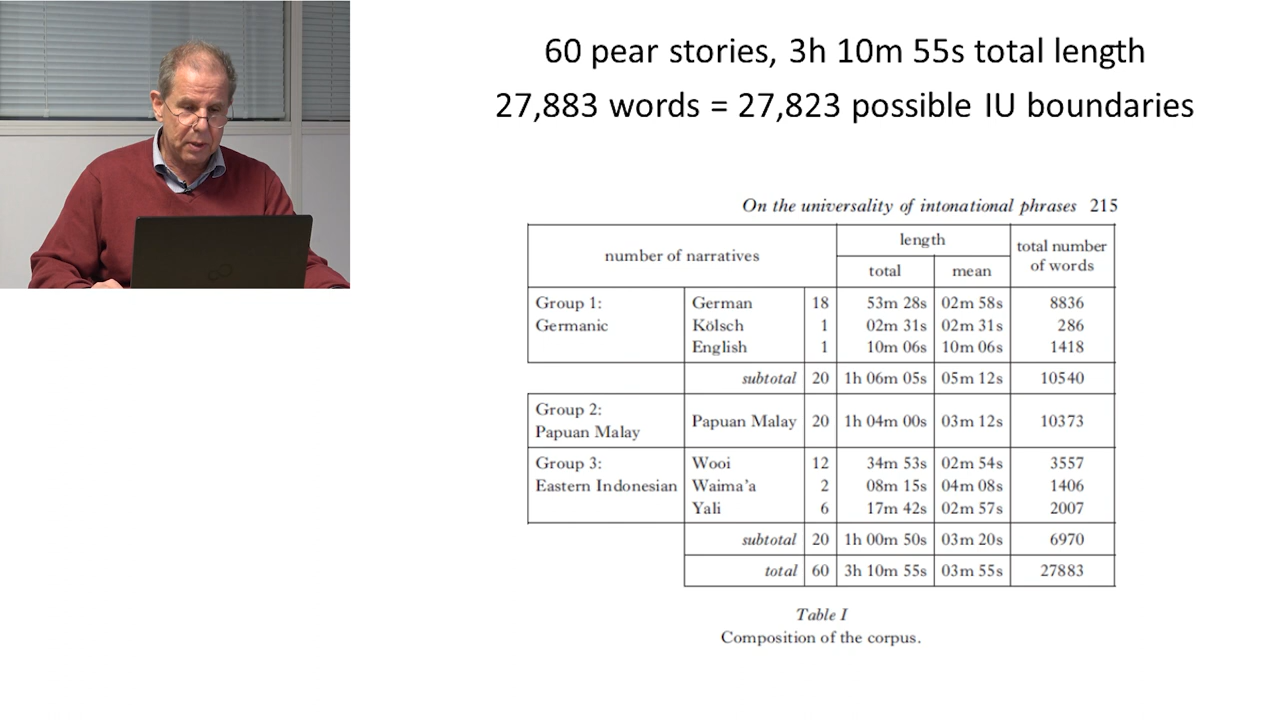 60 pear stories, 3h 10m 55s total length
27,883 words = 27,823 possible IU boundaries
On the universality of intonational phrases 215
number of narratives length total number of words
total mean
Group 1: Germanic German 18 53m 28s 02m 58s 8836
Kölsch 1 02m 31s 02m 31s 286
English 1 10m 06s 10m 06s 1418
subtotal 20 1h 06m 05s 05m 12s 10540
Group 2: Papuan Malay Papuan Malay 20 1h 04m 00s 03m 12s 10373
Group 3: Eastern Indonesian Wooi 12 34m 53s 02m 54s 3557
Waima'a 2 08m 15s 04m 08s 1406
Yali 6 17m 42s 02m 57s 2007
subtotal 20 1h 00m 50s 03m 20s 6970
total 60 3h 10m 55s 03m 55s 27883
Table I
Composition of the corpus.